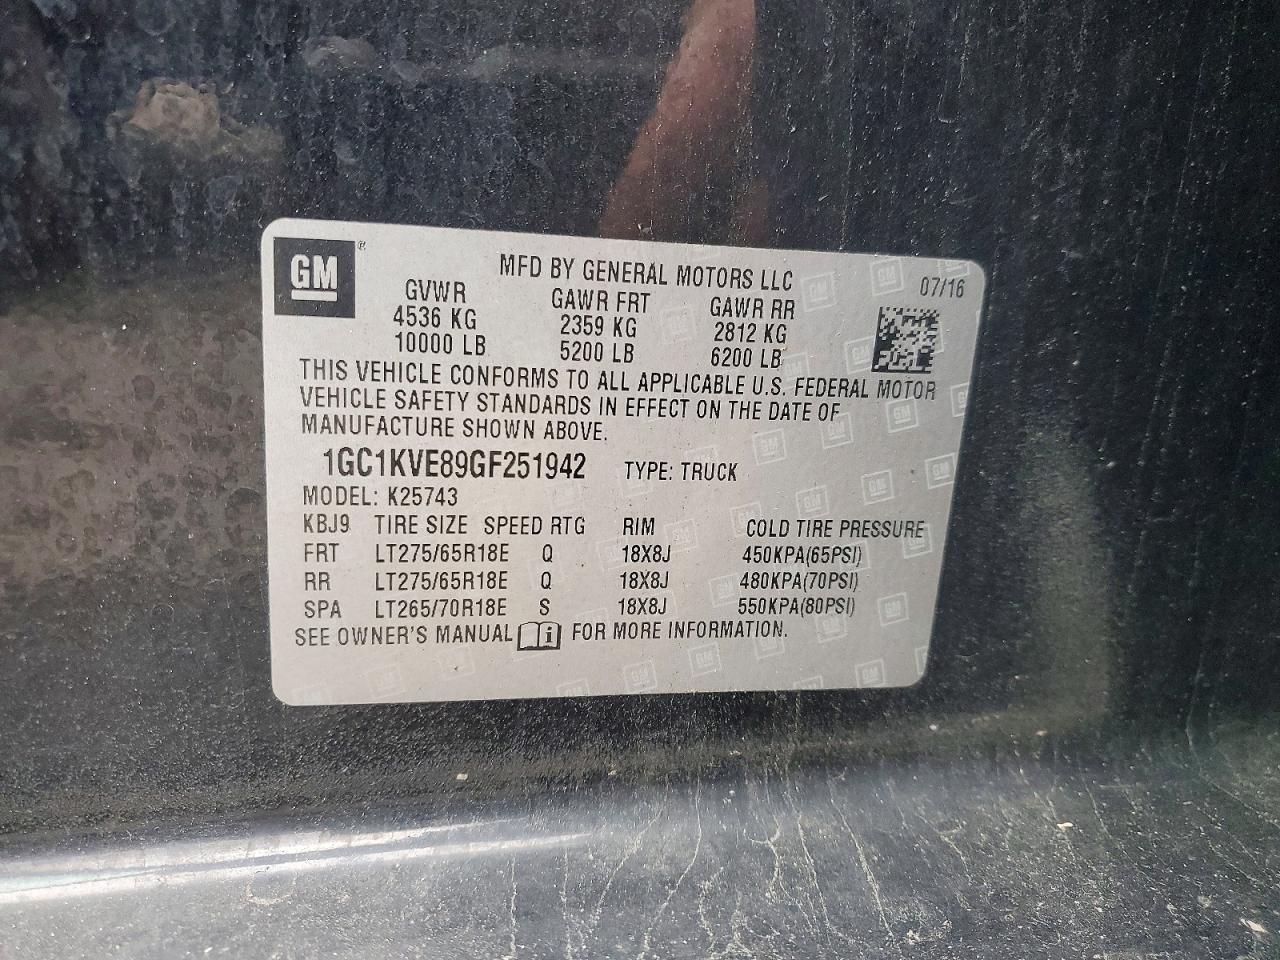 GM ®
MFD BY GENERAL MOTORS LLC
07/16
GVWR GAWR FRT GAWR RR
4536 KG 2359 KG 2812 KG
10000 LB 5200 LB 6200 LB
THIS VEHICLE CONFORMS TO ALL APPLICABLE U.S. FEDERAL MOTOR
VEHICLE SAFETY STANDARDS IN EFFECT ON THE DATE OF
MANUFACTURE SHOWN ABOVE.
1GC1KVE89GF251942 TYPE: TRUCK
MODEL: K25743
KBJ9 TIRE SIZE SPEED RTG RIM COLD TIRE PRESSURE
FRT LT275/65R18E Q 18X8J 450KPA(65PSI)
RR LT275/65R18E Q 18X8J 480KPA(70PSI)
SPA LT265/70R18E S 18X8J 550KPA(80PSI)
SEE OWNER'S MANUAL i FOR MORE INFORMATION.